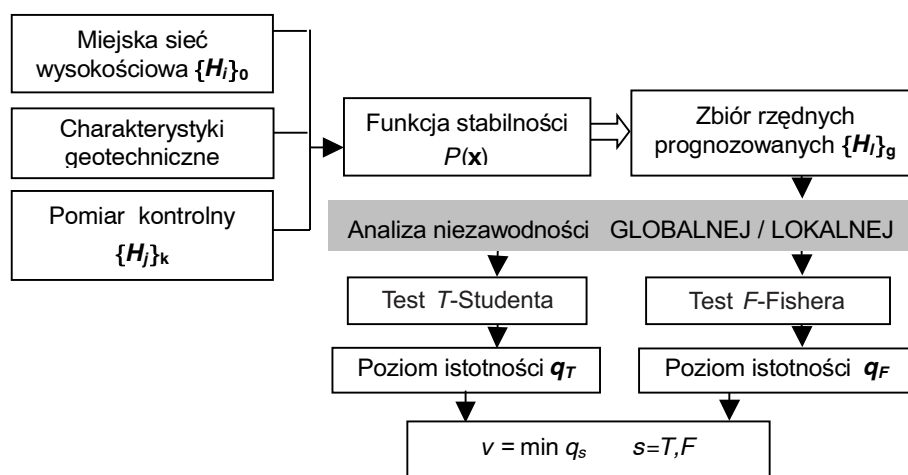 Miejska sieć
wysokościowa {Hi}0
Charakterystyki
geotechniczne
Pomiar kontrolny
{Hj}k
Funkcja stabilności
P(x)
Zbiór rzędnych
prognozowanych {Hl}g
Analiza niezawodności GLOBALNEJ / LOKALNEJ
Test T-Studenta
Test F-Fishera
Poziom istotności qT
Poziom istotności qF
v = min qs s=T,F